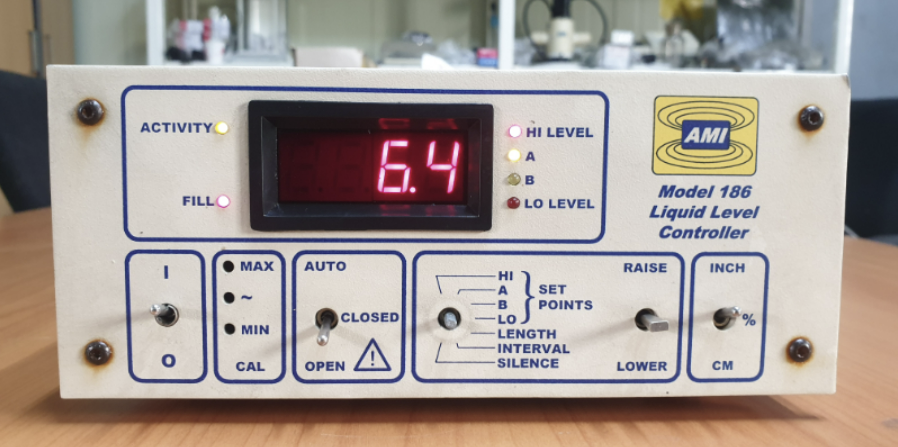 ACTIVITY
FILL
6.4
HI LEVEL
A
B
LO LEVEL
AMI
Model 186
Liquid Level
Controller
I
O
MAX
~
MIN
CAL
AUTO
CLOSED
OPEN
!
HI
A
B
LO
SET
POINTS
LENGTH
INTERVAL
SILENCE
RAISE
LOWER
INCH
%
CM